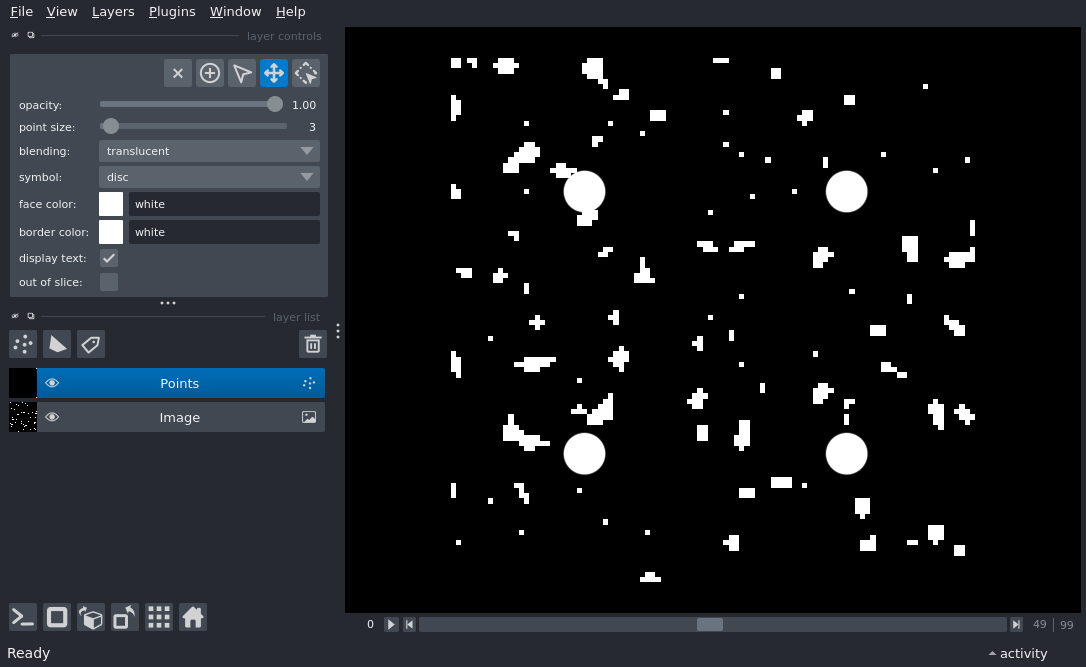 File View Layers Plugins Window Help
layer controls
opacity: 1.00
point size: 3
blending: translucent
symbol: disc
face color: white
border color: white
display text:
out of slice:
layer list
Points
Image
0 49 99
Ready activity